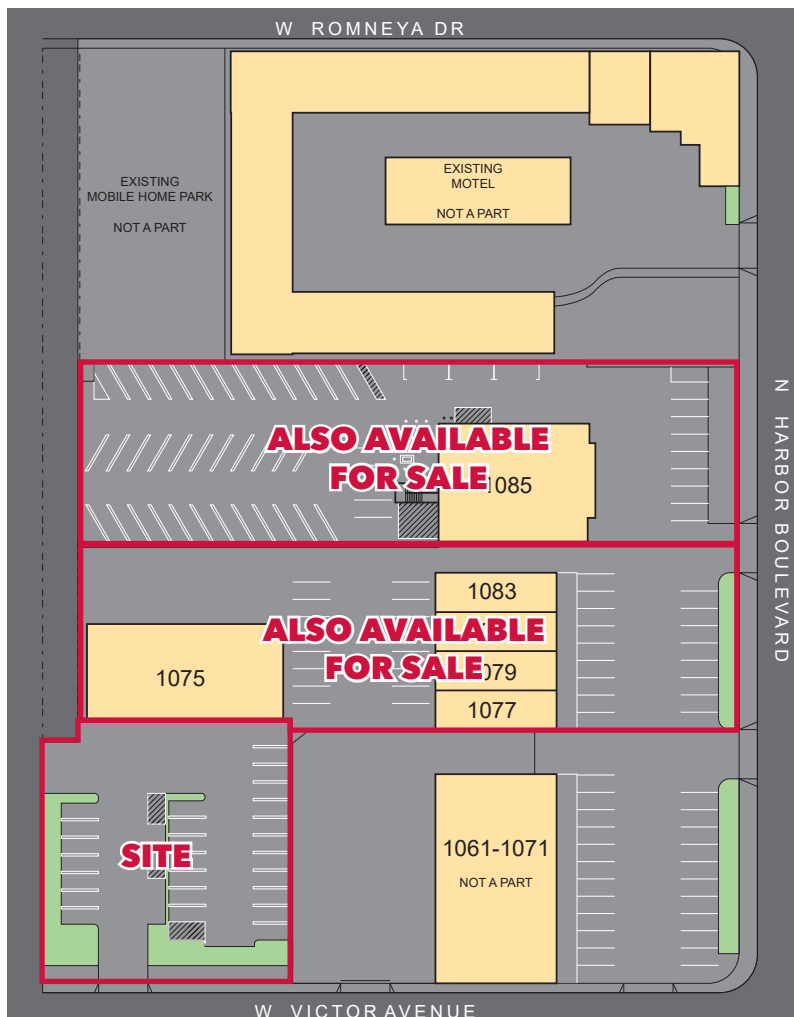 W ROMNEYA DR
EXISTING
MOBILE HOME PARK
NOT A PART
EXISTING
MOTEL
NOT A PART
N HARBOR BOULEVARD
ALSO AVAILABLE
FOR SALE
1085
1083
ALSO AVAILABLE
FOR SALE
1075
1079
1077
SITE
1061-1071
NOT A PART
W VICTOR AVENUE